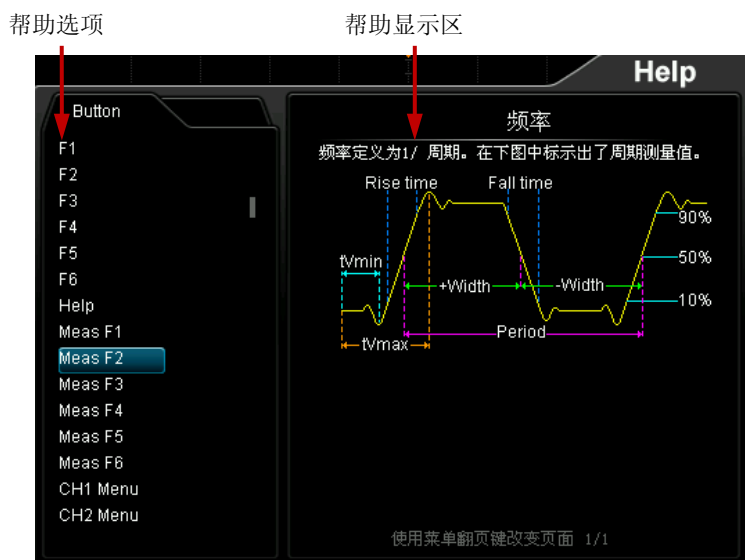 帮助选项
帮助显示区
Help
Button
F1
F2
F3
F4
F5
F6
Help
Meas F1
Meas F2
Meas F3
Meas F4
Meas F5
Meas F6
CH1 Menu
CH2 Menu
频率
频率定义为1/ 周期。在下图中标示出了周期测量值。
Rise time
Fall time
90%
tVmin
50%
+Width
-Width
10%
Period
tVmax
使用菜单翻页键改变页面 1/1